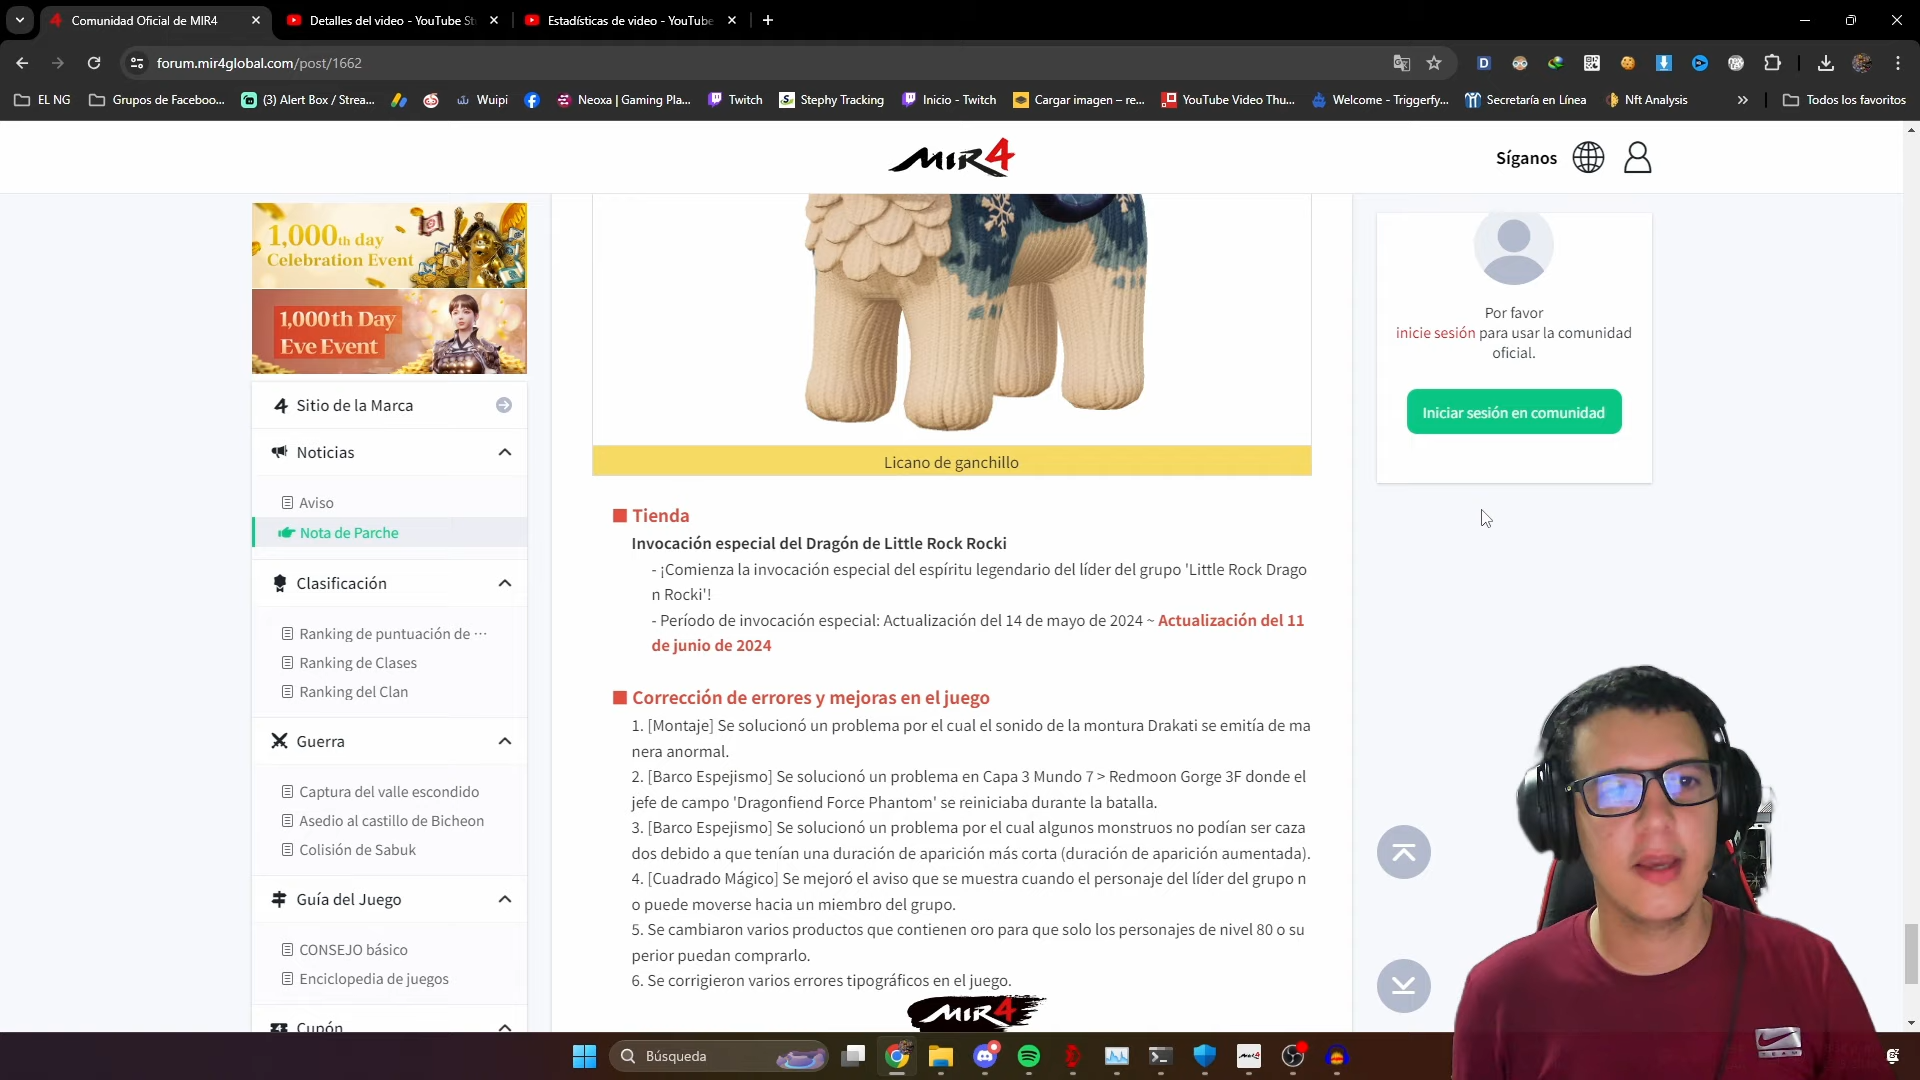 Comunidad Oficial de MIR4
Detalles del video - YouTube St
Estadísticas de video - YouTube
forum.mir4global.com/post/1662
EL NG
Grupos de Faceboo...
(3) Alert Box / Strea...
Wuipi
Neoxa | Gaming Pla...
Twitch
Stephy Tracking
Inicio - Twitch
Cargar imagen – re...
YouTube Video Thu...
Welcome - Triggerfy...
Secretaría en Línea
Nft Analysis
Todos los favoritos
MIR4
Síganos
1,000th day
Celebration Event
1,000th Day
Eve Event
Sitio de la Marca
Noticias
Aviso
Nota de Parche
Clasificación
Ranking de puntuación de ···
Ranking de Clases
Ranking del Clan
Guerra
Captura del valle escondido
Asedio al castillo de Bicheon
Colisión de Sabuk
Guía del Juego
CONSEJO básico
Enciclopedia de juegos
Cupón
Licano de ganchillo
Tienda
Invocación especial del Dragón de Little Rock Rocki
- ¡Comienza la invocación especial del espíritu legendario del líder del grupo 'Little Rock Drago
n Rocki'!
- Período de invocación especial: Actualización del 14 de mayo de 2024 ~ Actualización del 11
de junio de 2024
Corrección de errores y mejoras en el juego
1. [Montaje] Se solucionó un problema por el cual el sonido de la montura Drakati se emitía de ma
nera anormal.
2. [Barco Espejismo] Se solucionó un problema en Capa 3 Mundo 7 > Redmoon Gorge 3F donde el
jefe de campo 'Dragonfiend Force Phantom' se reiniciaba durante la batalla.
3. [Barco Espejismo] Se solucionó un problema por el cual algunos monstruos no podían ser caza
dos debido a que tenían una duración de aparición más corta (duración de aparición aumentada).
4. [Cuadrado Mágico] Se mejoró el aviso que se muestra cuando el personaje del líder del grupo n
o puede moverse hacia un miembro del grupo.
5. Se cambiaron varios productos que contienen oro para que solo los personajes de nivel 80 o su
perior puedan comprarlo.
6. Se corrigieron varios errores tipográficos en el juego.
MIR4
Por favor
inicie sesión para usar la comunidad
oficial.
Iniciar sesión en comunidad
Búsqueda